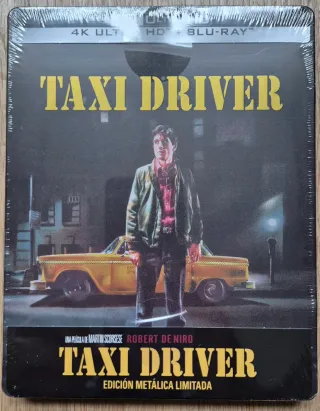 4K ULTRA HD + BLU-RAY™
TAXI DRIVER
UNA PELÍCULA DE MARTIN SCORSESE ROBERT DE NIRO
TAXI DRIVER
EDICIÓN METÁLICA LIMITADA